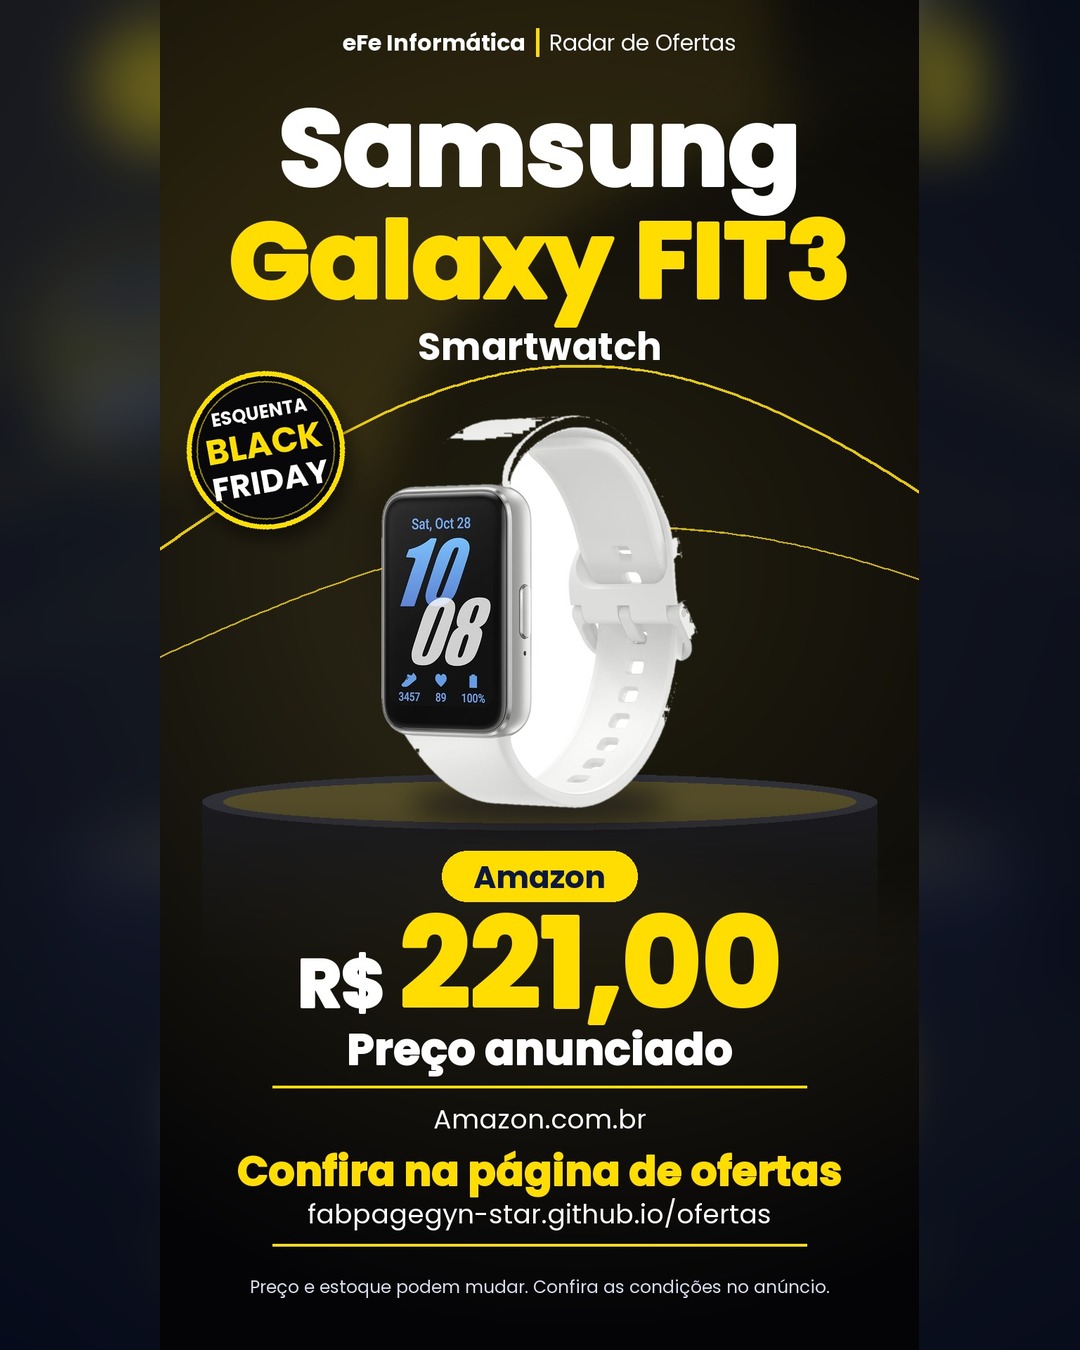 eFe Informática | Radar de Ofertas
Samsung
Galaxy FIT3
Smartwatch
ESQUENTA
BLACK
FRIDAY
Sat, Oct 28
10
08
3457 89 100%
Amazon
R$ 221,00
Preço anunciado
Amazon.com.br
Confira na página de ofertas
fabpagegyn-star.github.io/ofertas
Preço e estoque podem mudar. Confira as condições no anúncio.